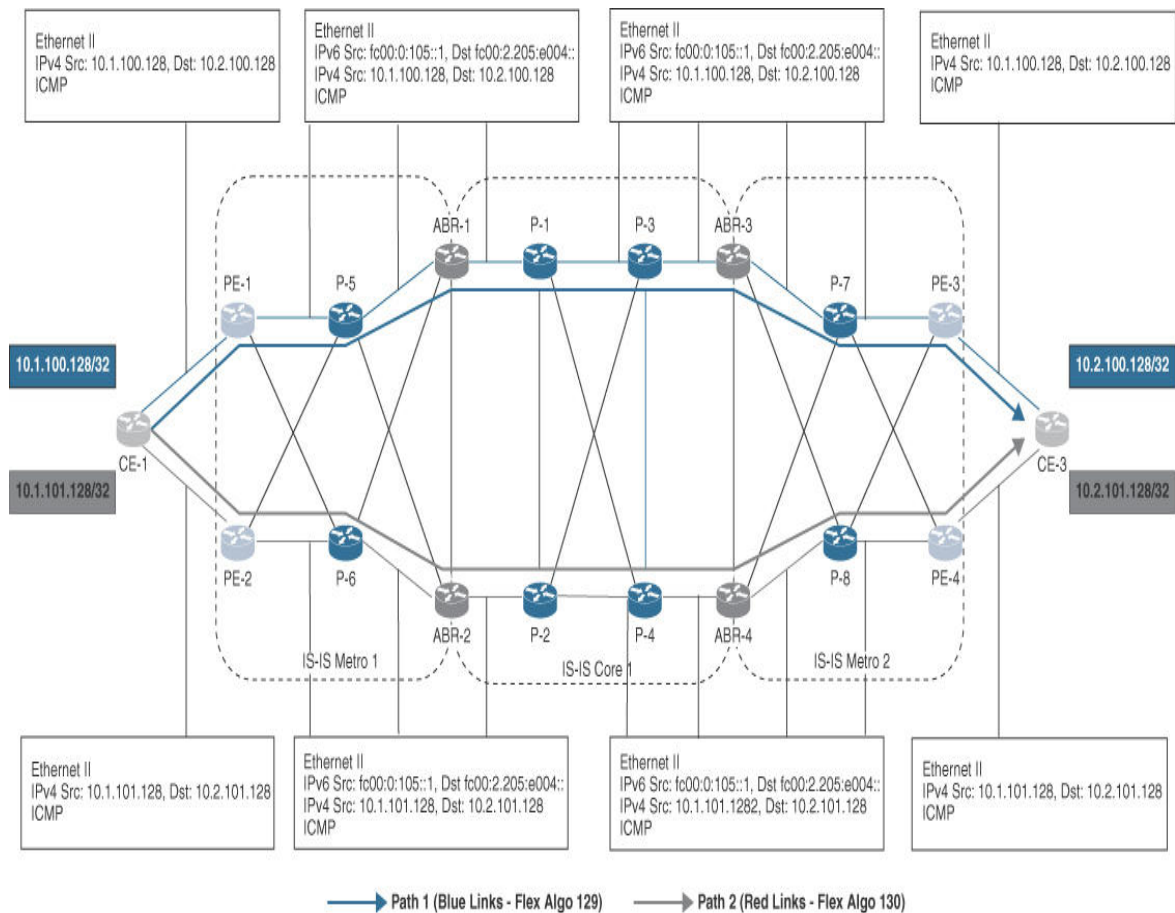 Ethernet II
IPv4 Src: 10.1.100.128, Dst: 10.2.100.128
ICMP
Ethernet II
IPv6 Src: fc00:0:105::1, Dst fc00:2.205:e004::
IPv4 Src: 10.1.100.128, Dst: 10.2.100.128
ICMP
Ethernet II
IPv6 Src: fc00:0:105::1, Dst fc00:2.205:e004::
IPv4 Src: 10.1.100.128, Dst: 10.2.100.128
ICMP
Ethernet II
IPv4 Src: 10.1.100.128, Dst: 10.2.100.128
ICMP
ABR-1
P-1
P-3
ABR-3
PE-1
P-5
P-7
PE-3
10.1.100.128/32
10.2.100.128/32
CE-1
CE-3
10.1.101.128/32
10.2.101.128/32
PE-2
P-6
P-8
PE-4
ABR-2
P-2
P-4
ABR-4
IS-IS Metro 1
IS-IS Core 1
IS-IS Metro 2
Ethernet II
IPv4 Src: 10.1.101.128, Dst: 10.2.101.128
ICMP
Ethernet II
IPv6 Src: fc00:0:105::1, Dst fc00:2.205:e004::
IPv4 Src: 10.1.101.128, Dst: 10.2.101.128
ICMP
Ethernet II
IPv6 Src: fc00:0:105::1, Dst fc00:2.205:e004::
IPv4 Src: 10.1.101.1282, Dst: 10.2.101.128
ICMP
Ethernet II
IPv4 Src: 10.1.101.128, Dst: 10.2.101.128
ICMP
Path 1 (Blue Links - Flex Algo 129)
Path 2 (Red Links - Flex Algo 130)